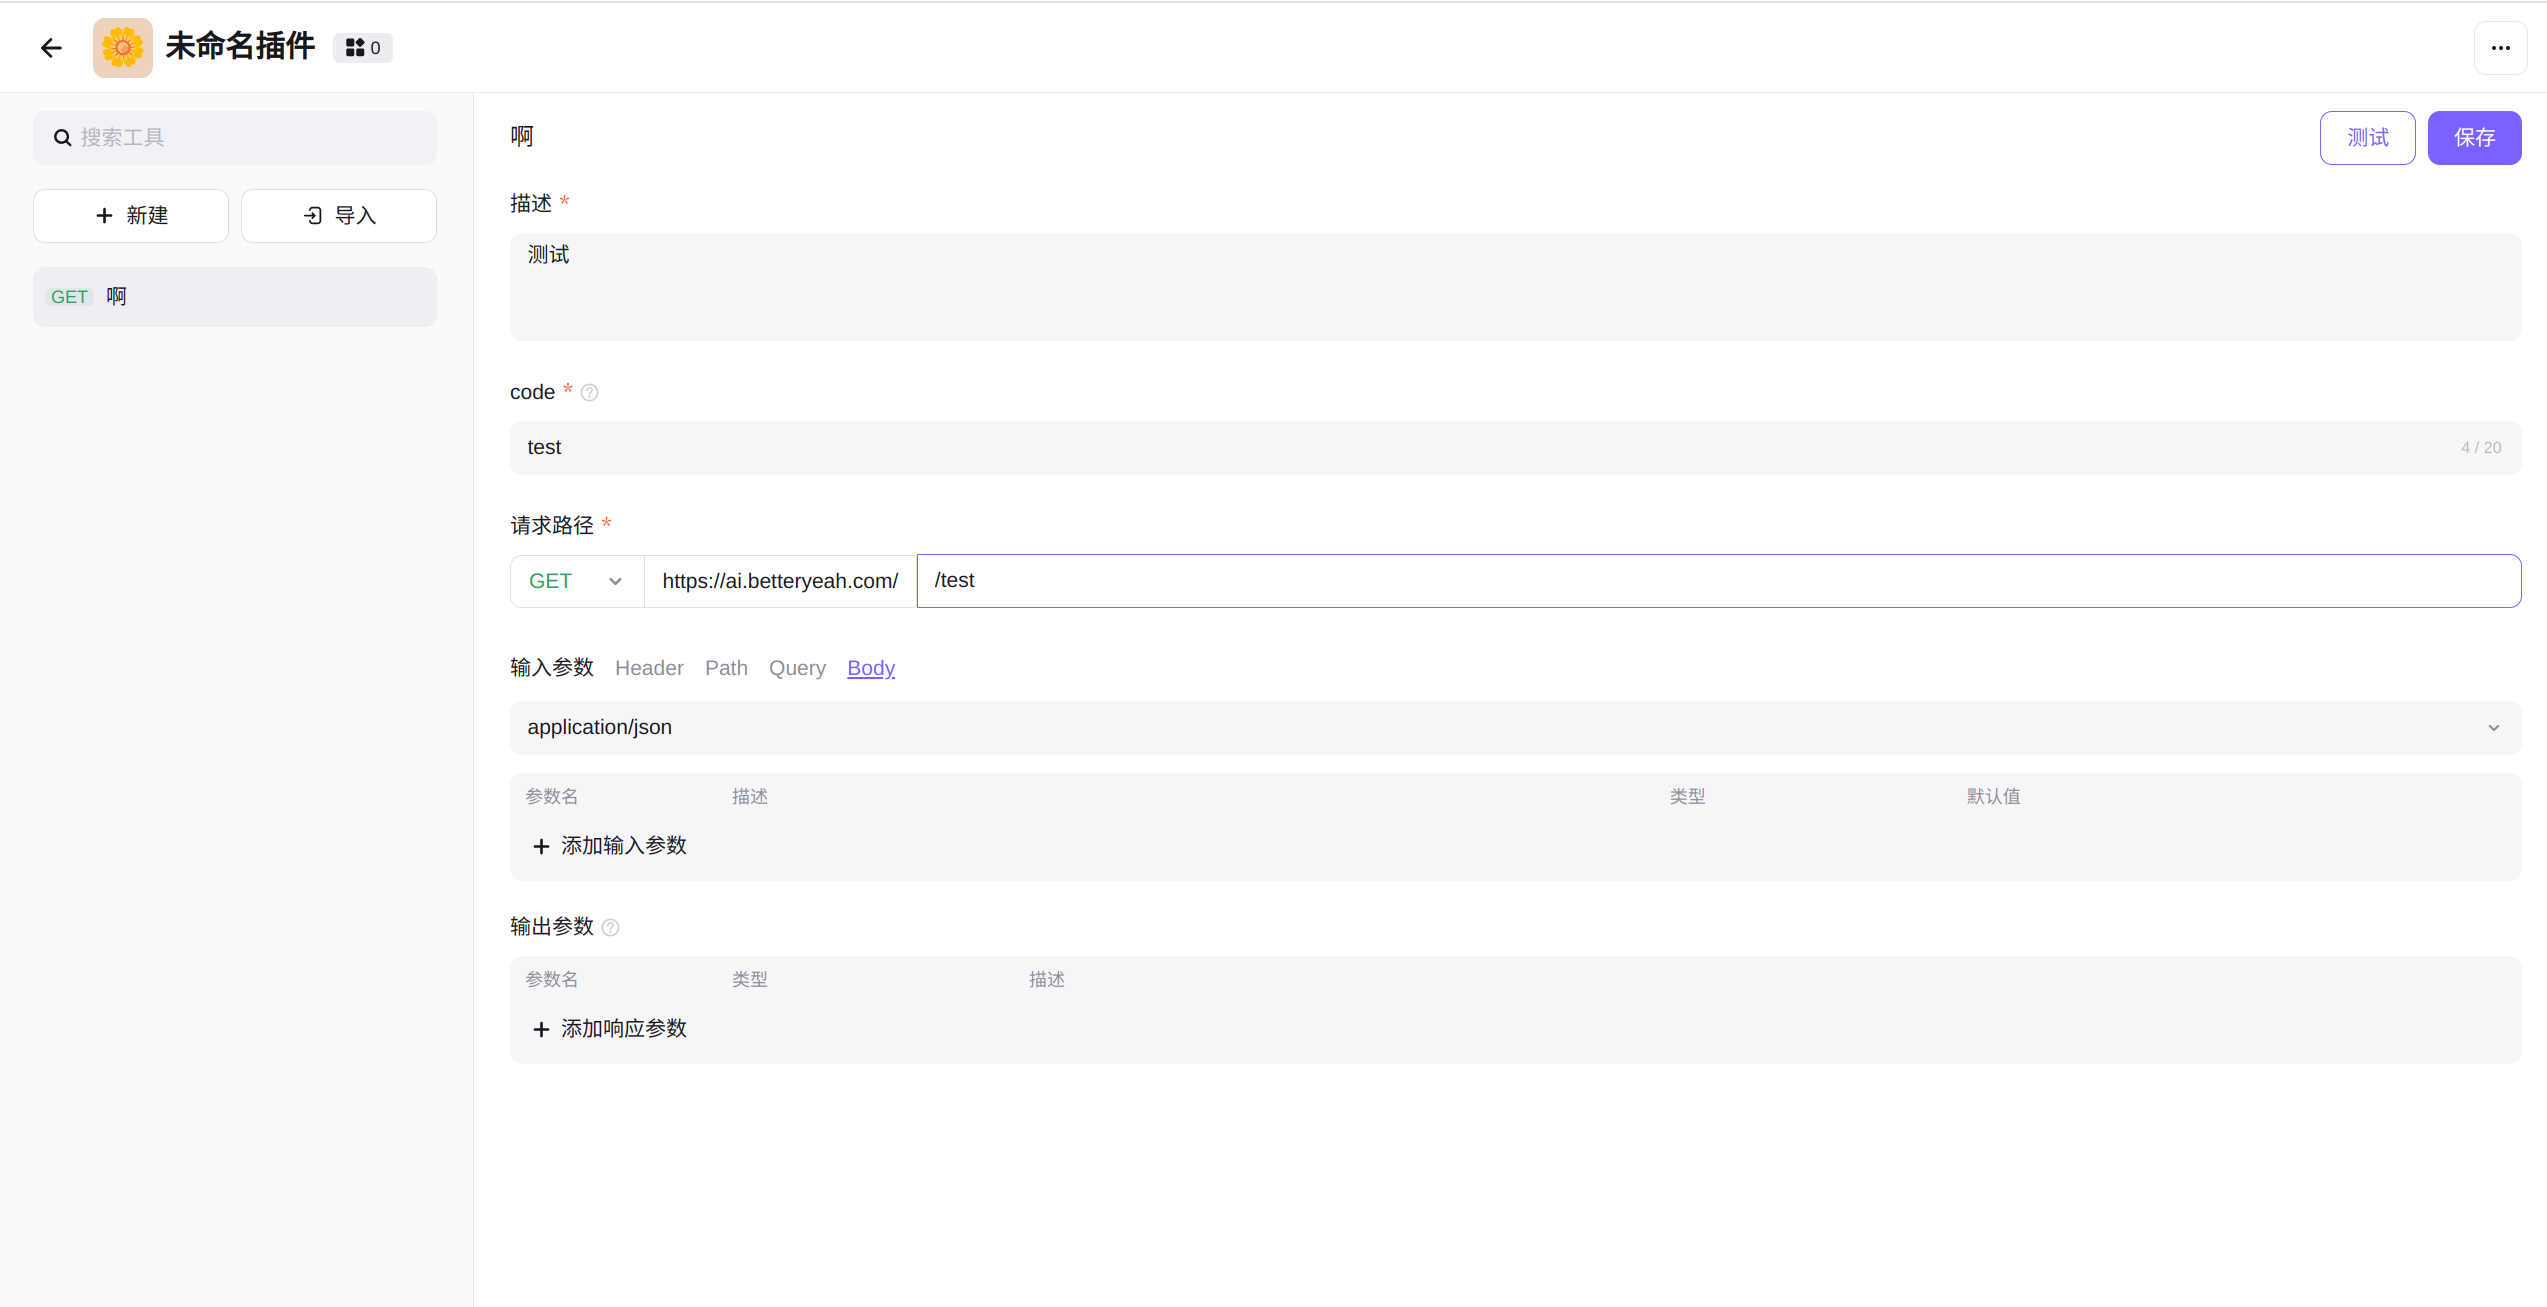 未命名插件 0
搜索工具
新建 导入
GET 啊
啊
测试 保存
描述 *
测试
code *
test 4 / 20
请求路径 *
GET https://ai.betteryeah.com/ /test
输入参数 Header Path Query Body
application/json
参数名 描述 类型 默认值
添加输入参数
输出参数
参数名 类型 描述
添加响应参数